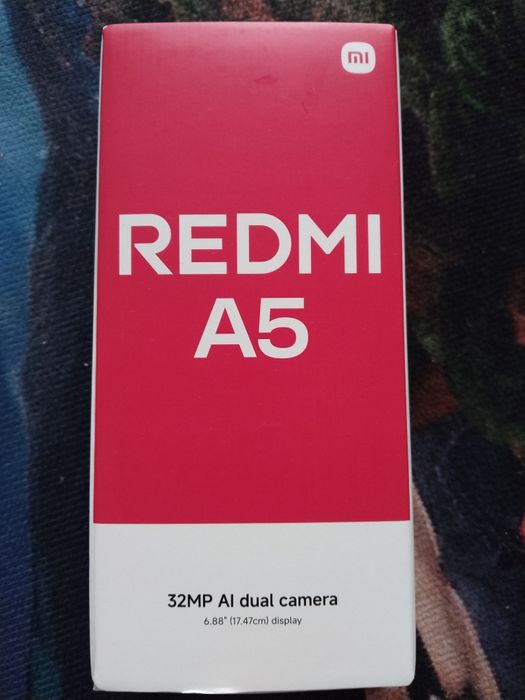 mi
REDMI
A5
32MP AI dual camera
6.88" (17.47cm) display